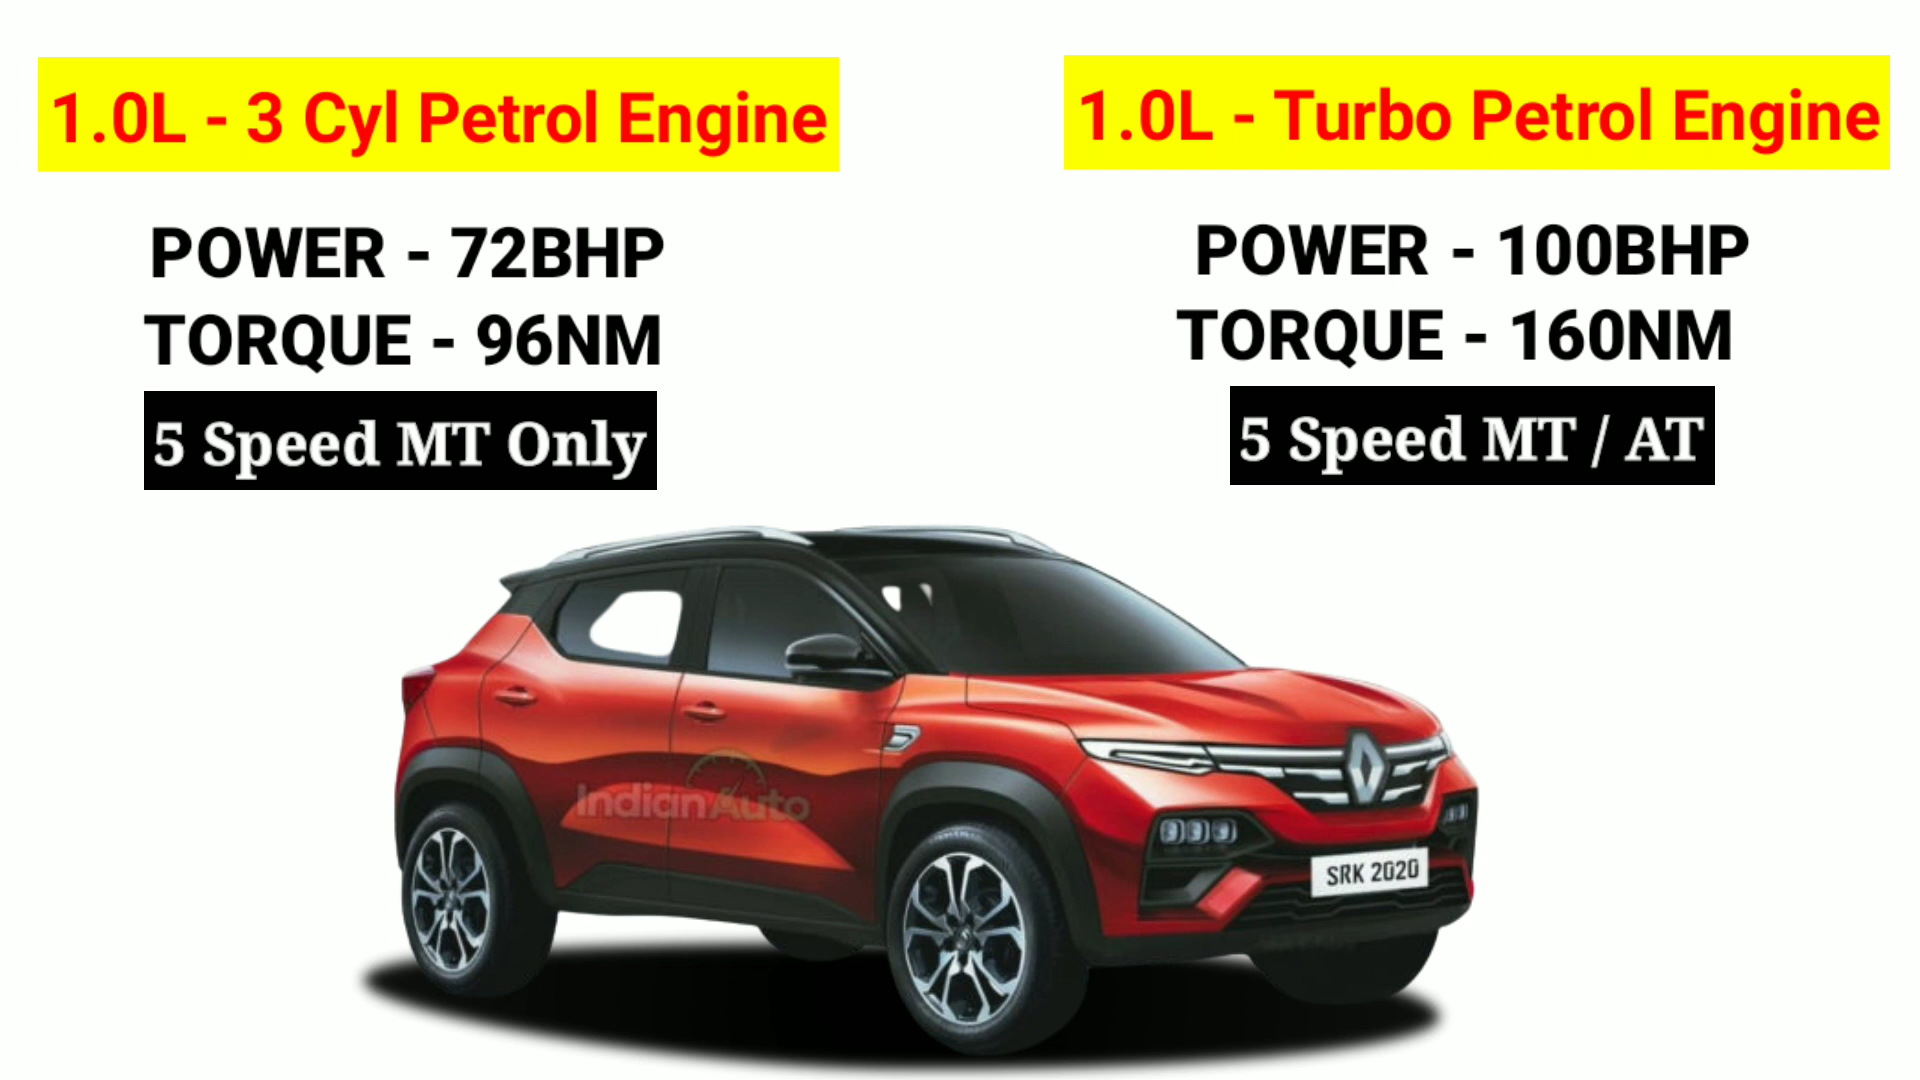 1.0L - 3 Cyl Petrol Engine
POWER - 72BHP
TORQUE - 96NM
5 Speed MT Only
1.0L - Turbo Petrol Engine
POWER - 100BHP
TORQUE - 160NM
5 Speed MT / AT
IndianAuto
SRK 2020